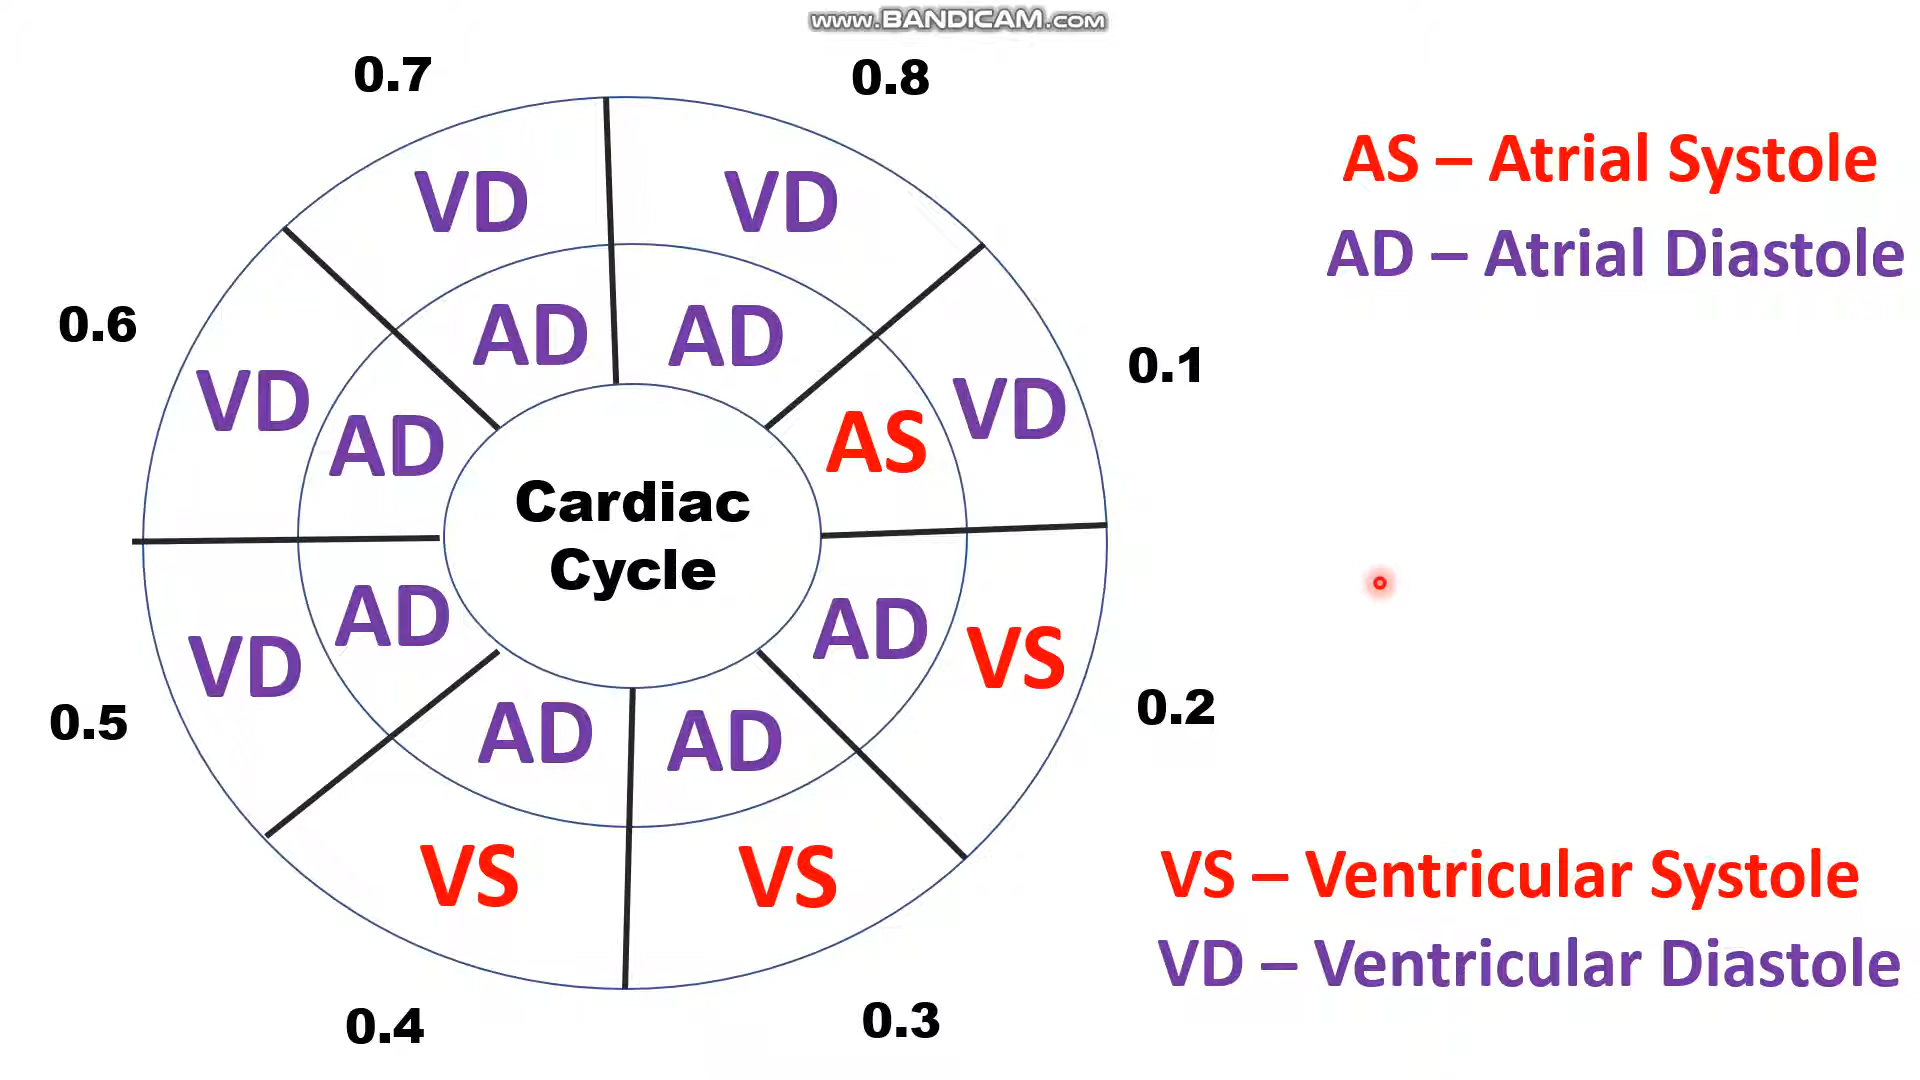 www.BANDICAM.com
0.7
0.8
VD
VD
AD
AD
0.6
0.1
VD
AD
AS
VD
Cardiac
Cycle
VD
AD
AD
VS
0.5
0.2
AD
AD
VS
VS
0.4
0.3
AS – Atrial Systole
AD – Atrial Diastole
VS – Ventricular Systole
VD – Ventricular Diastole